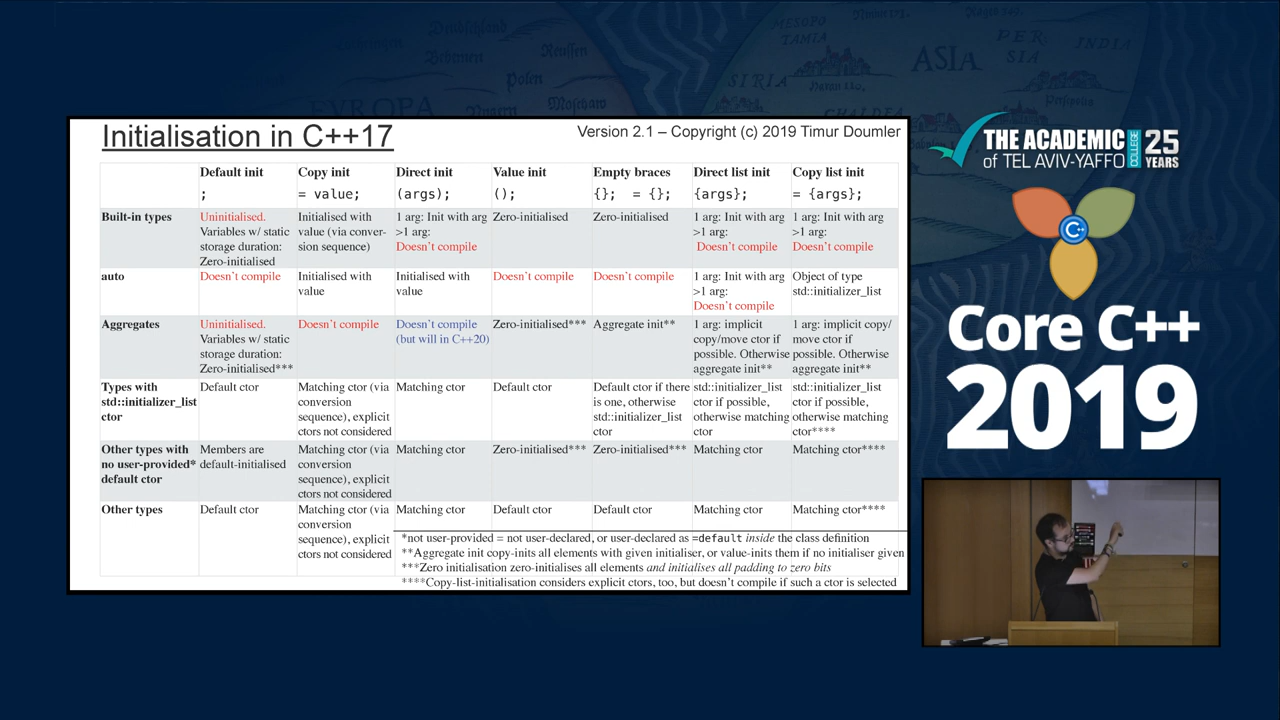 Deutschland
Reussen
Polen
EVROPA
Moschaw
MESOPO
TAMIA
SIRIA
ASIA
PER
SIA
INDIA
CHALDEA
Initialisation in C++17
Version 2.1 – Copyright (c) 2019 Timur Doumler
Default init
;
Copy init
= value;
Direct init
(args);
Value init
();
Empty braces
{}; = {};
Direct list init
{args};
Copy list init
= {args};
Built-in types
Uninitialised.
Variables w/ static
storage duration:
Zero-initialised
Initialised with
value (via conver-
sion sequence)
1 arg: Init with arg
>1 arg:
Doesn't compile
Zero-initialised
Zero-initialised
1 arg: Init with arg
>1 arg:
Doesn't compile
1 arg: Init with arg
>1 arg:
Doesn't compile
auto
Doesn't compile
Initialised with
value
Initialised with
value
Doesn't compile
Doesn't compile
1 arg: Init with arg
>1 arg:
Doesn't compile
Object of type
std::initializer_list
Aggregates
Uninitialised.
Variables w/ static
storage duration:
Zero-initialised***
Doesn't compile
Doesn't compile
(but will in C++20)
Zero-initialised***
Aggregate init**
1 arg: implicit
copy/move ctor if
possible. Otherwise
aggregate init**
1 arg: implicit copy/
move ctor if
possible. Otherwise
aggregate init**
Types with
std::initializer_list
ctor
Default ctor
Matching ctor (via
conversion
sequence), explicit
ctors not considered
Matching ctor
Default ctor
Default ctor if there
is one, otherwise
std::initializer_list
ctor
std::initializer_list
ctor if possible,
otherwise matching
ctor
std::initializer_list
ctor if possible,
otherwise matching
ctor****
Other types with
no user-provided*
default ctor
Members are
default-initialised
Matching ctor (via
conversion
sequence), explicit
ctors not considered
Matching ctor
Zero-initialised***
Zero-initialised***
Matching ctor
Matching ctor****
Other types
Default ctor
Matching ctor (via
conversion
sequence), explicit
ctors not considered
Matching ctor
Default ctor
Default ctor
Matching ctor
Matching ctor****
*not user-provided = not user-declared, or user-declared as =default inside the class definition
**Aggregate init copy-inits all elements with given initialiser, or value-inits them if no initialiser given
***Zero initialisation zero-initialises all elements and initialises all padding to zero bits
****Copy-list-initialisation considers explicit ctors, too, but doesn't compile if such a ctor is selected
THE ACADEMIC
of TEL AVIV-YAFFO
COLLEGE
25
YEARS
C++
Core C++
2019